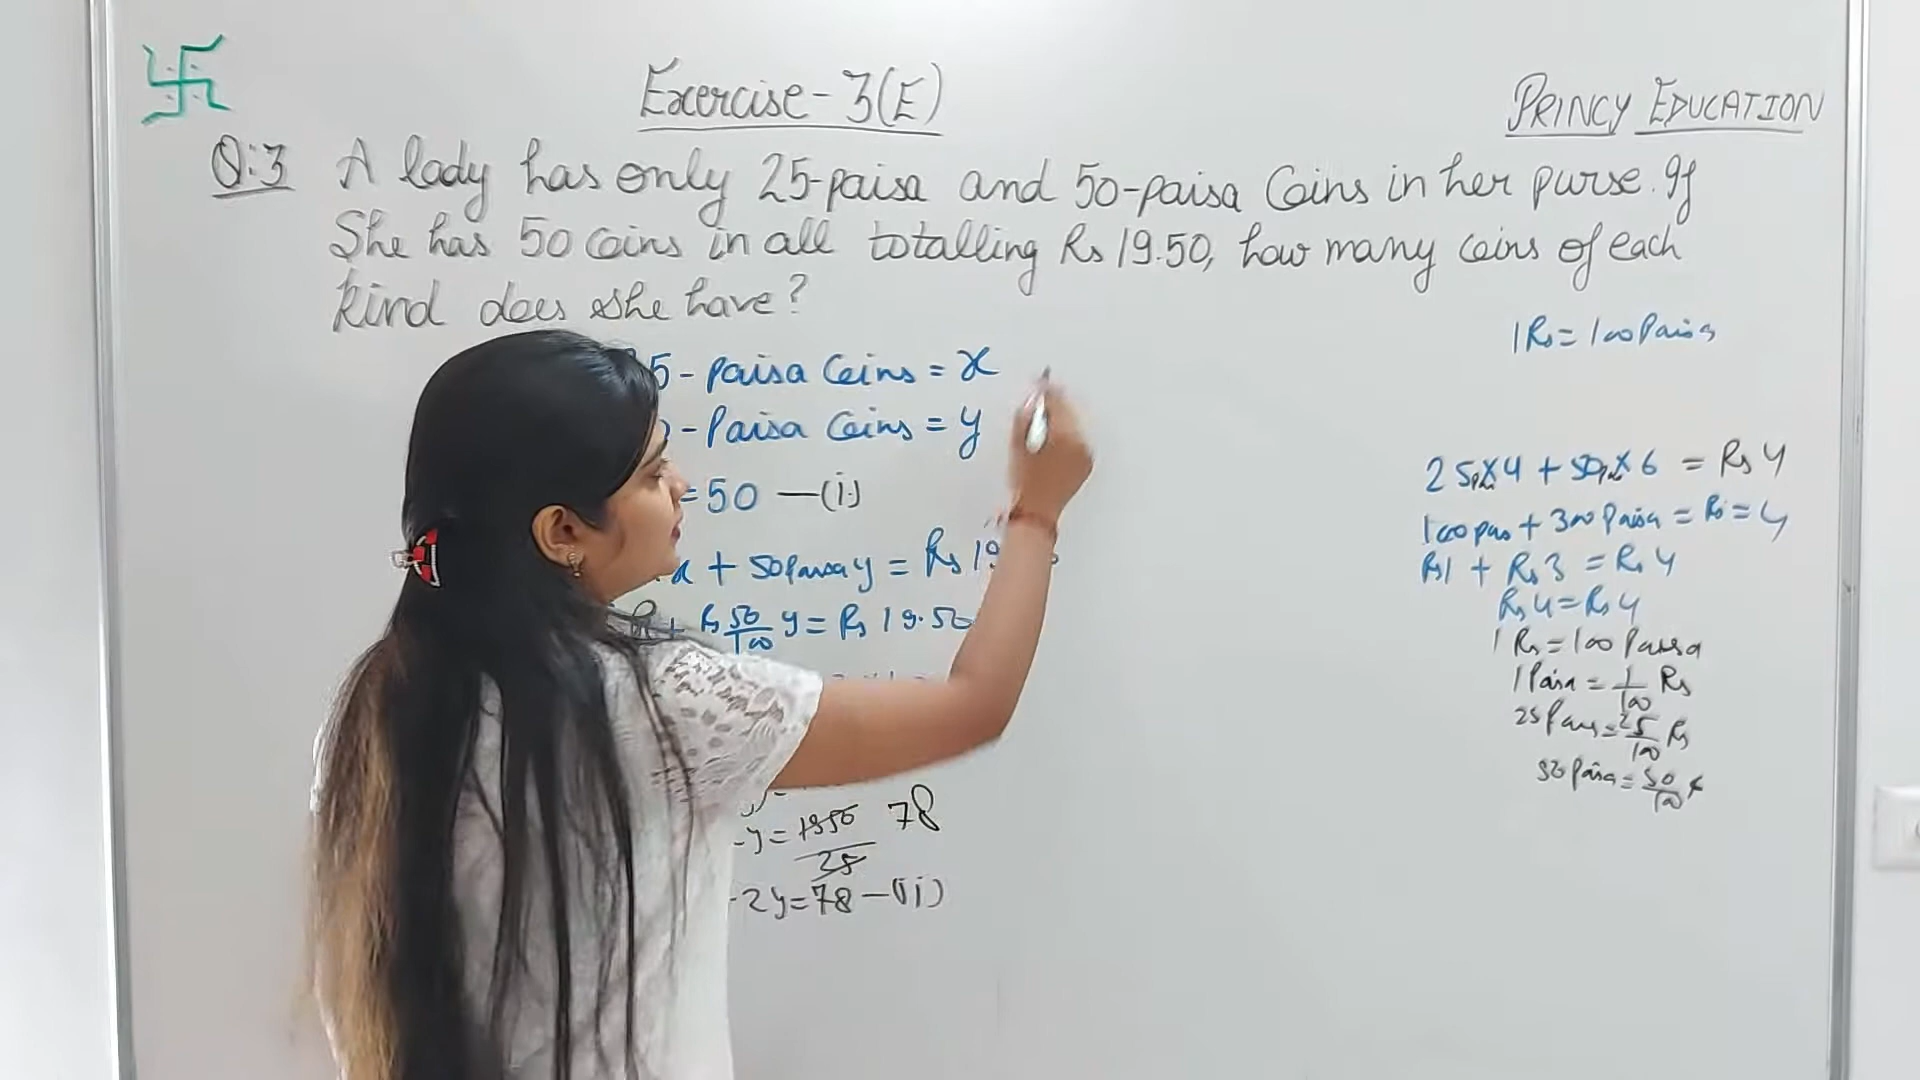 Exercise-3(E)
PRINCY EDUCATION
Q:3 A lady has only 25-paisa and 50-paisa Coins in her purse. If
She has 50 coins in all totalling Rs 19.50, how many coins of each
kind does she have?
1 Rs = 100 Paisa
5 - Paisa Coins = x
- Paisa Coins = y
= 50 — (i)
x + 50 Paisa y = Rs 19
+ Rs 50/100 y = Rs 19.50
y = 1950/25 78
2y = 78 — (ii)
25 x 4 + 50 x 6 = Rs 4
100 pais + 300 Paisa = Rs = 4
Rs 1 + Rs 3 = Rs 4
Rs 4 = Rs 4
1 Rs = 100 Paisa
1 Paisa = 1/100 Rs
25 Pais = 25/100 Rs
50 Paisa = 50/100